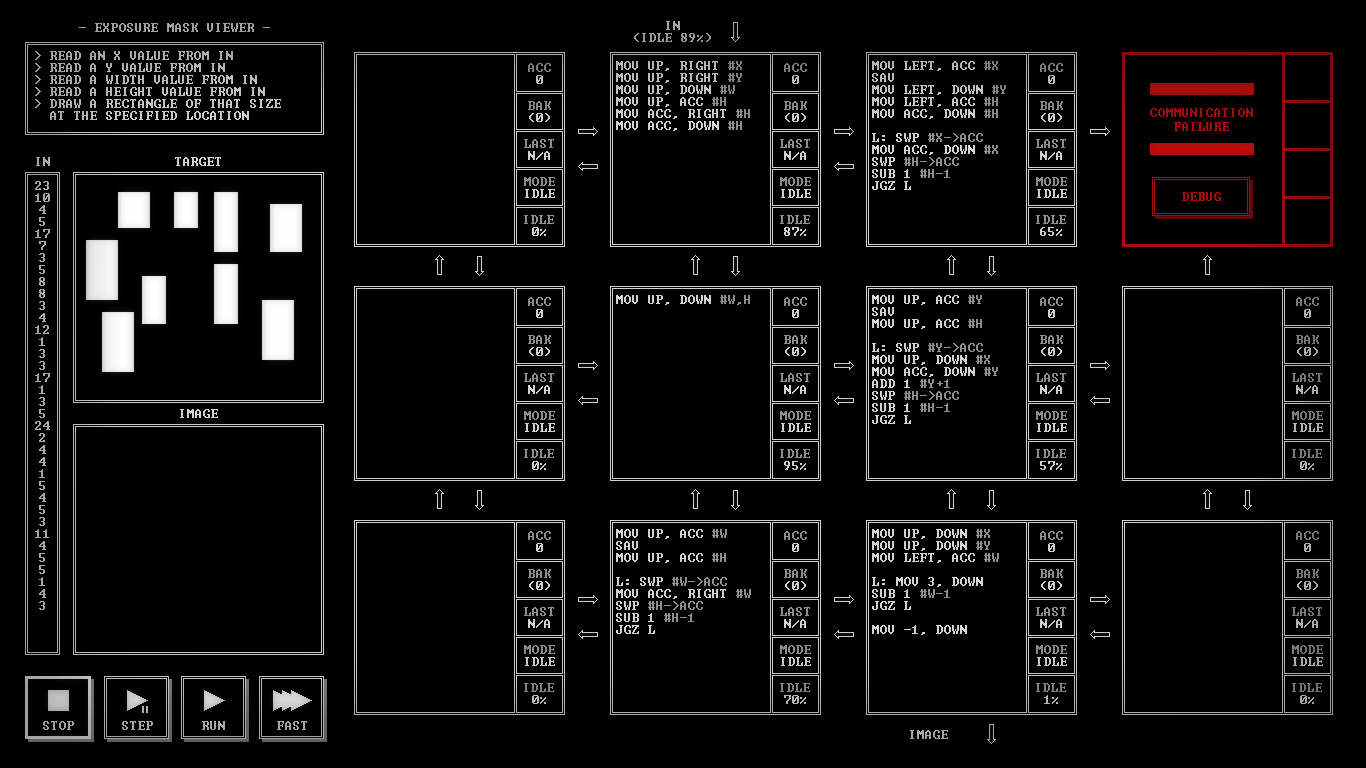 - EXPOSURE MASK VIEWER -
> READ AN X VALUE FROM IN
> READ A Y VALUE FROM IN
> READ A WIDTH VALUE FROM IN
> READ A HEIGHT VALUE FROM IN
> DRAW A RECTANGLE OF THAT SIZE
AT THE SPECIFIED LOCATION
IN
23
10
4
5
17
7
3
5
8
8
3
4
12
1
3
3
17
1
3
5
24
2
4
4
1
5
4
5
3
11
4
5
5
1
4
3
TARGET
IMAGE
STOP
STEP
RUN
FAST
IN
(IDLE 89%)
ACC
0
BAK
(0)
LAST
N/A
MODE
IDLE
IDLE
0%
MOV UP, RIGHT #X
MOV UP, RIGHT #Y
MOV UP, DOWN #W
MOV UP, ACC #H
MOV ACC, RIGHT #H
MOV ACC, DOWN #H
ACC
0
BAK
(0)
LAST
N/A
MODE
IDLE
IDLE
87%
MOV LEFT, ACC #X
SAV
MOV LEFT, DOWN #Y
MOV LEFT, ACC #H
MOV ACC, DOWN #H
L: SWP #X->ACC
MOV ACC, DOWN #X
SWP #H->ACC
SUB 1 #H-1
JGZ L
ACC
0
BAK
(0)
LAST
N/A
MODE
IDLE
IDLE
65%
COMMUNICATION
FAILURE
DEBUG
ACC
0
BAK
(0)
LAST
N/A
MODE
IDLE
IDLE
0%
MOV UP, DOWN #W,H
ACC
0
BAK
(0)
LAST
N/A
MODE
IDLE
IDLE
95%
MOV UP, ACC #Y
SAV
MOV UP, ACC #H
L: SWP #Y->ACC
MOV UP, DOWN #X
MOV ACC, DOWN #Y
ADD 1 #Y+1
SWP #H->ACC
SUB 1 #H-1
JGZ L
ACC
0
BAK
(0)
LAST
N/A
MODE
IDLE
IDLE
57%
ACC
0
BAK
(0)
LAST
N/A
MODE
IDLE
IDLE
0%
ACC
0
BAK
(0)
LAST
N/A
MODE
IDLE
IDLE
0%
MOV UP, ACC #W
SAV
MOV UP, ACC #H
L: SWP #W->ACC
MOV ACC, RIGHT #W
SWP #H->ACC
SUB 1 #H-1
JGZ L
ACC
0
BAK
(0)
LAST
N/A
MODE
IDLE
IDLE
70%
MOV UP, DOWN #X
MOV UP, DOWN #Y
MOV LEFT, ACC #W
L: MOV 3, DOWN
SUB 1 #W-1
JGZ L
MOV -1, DOWN
ACC
0
BAK
(0)
LAST
N/A
MODE
IDLE
IDLE
1%
ACC
0
BAK
(0)
LAST
N/A
MODE
IDLE
IDLE
0%
IMAGE